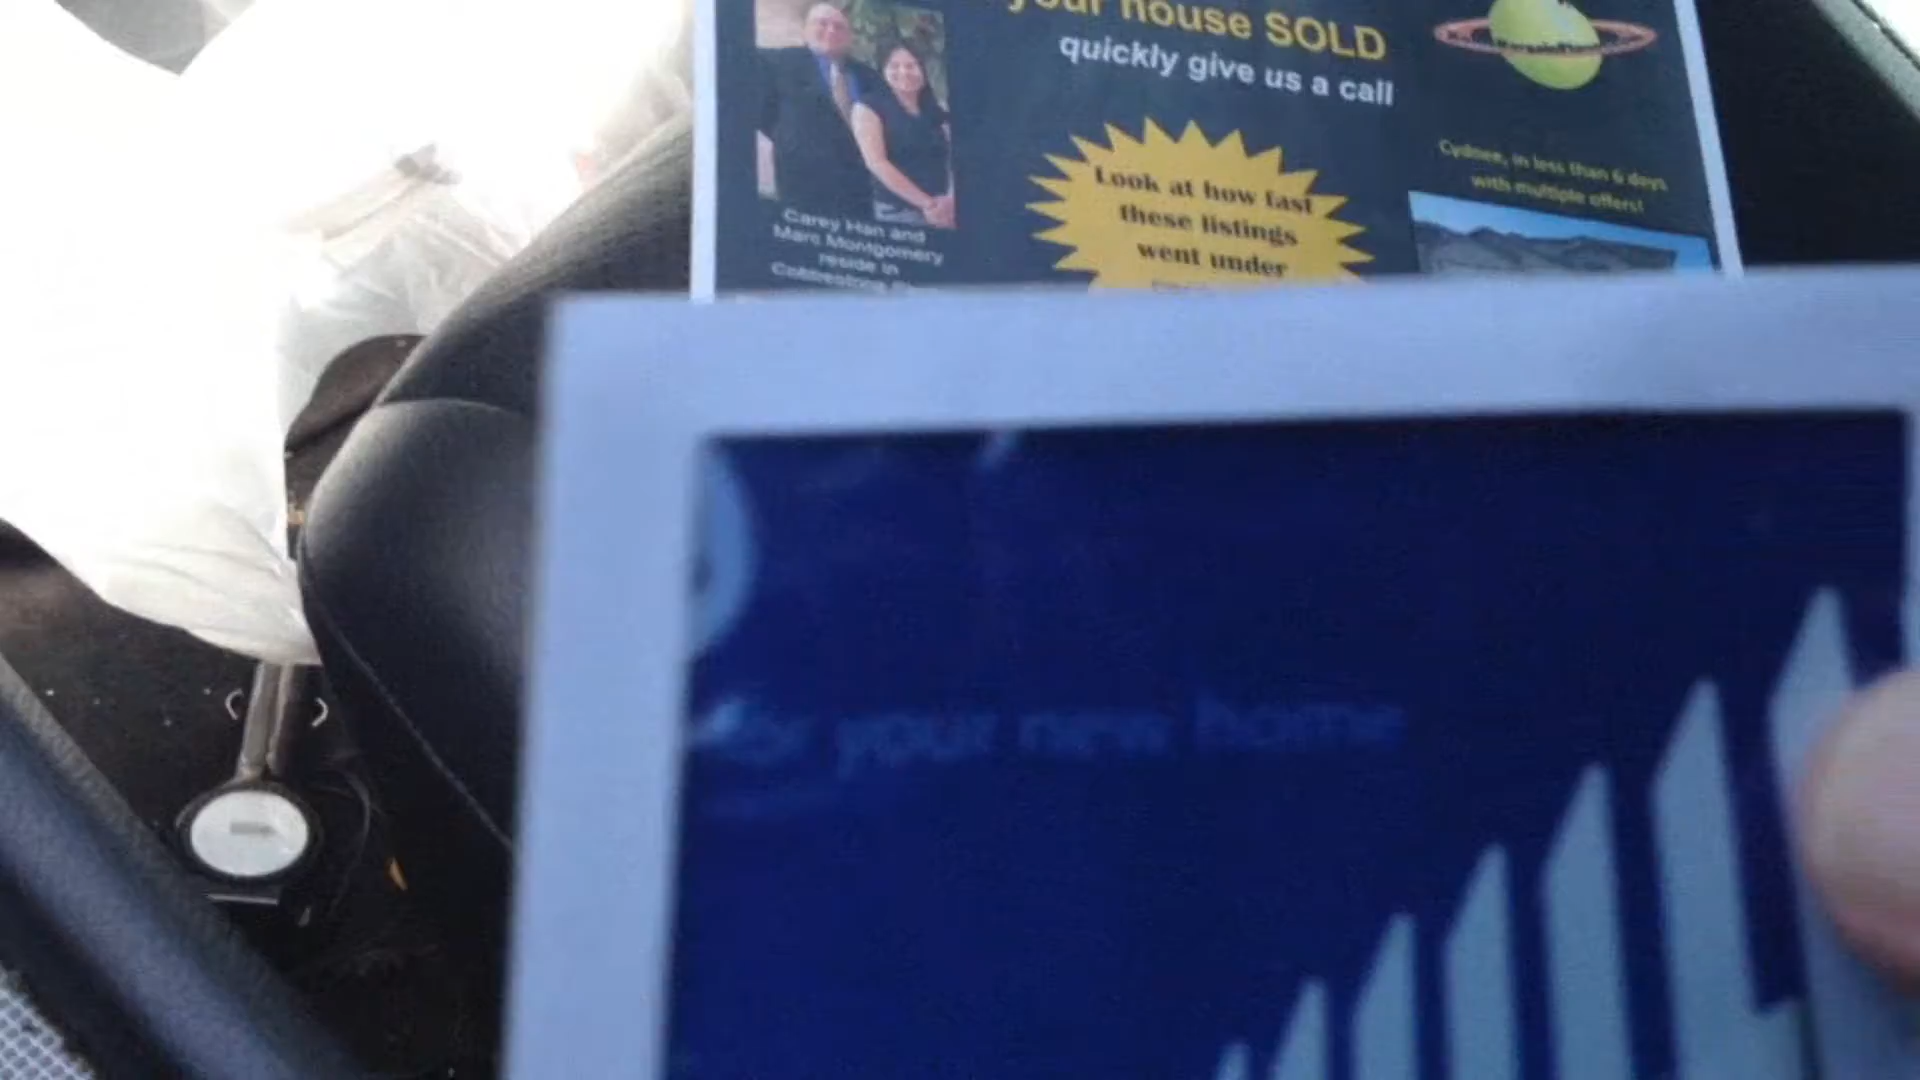 your house SOLD
quickly give us a call
Look at how fast
these listings
went under
Carey Han and
Marc Montgomery
reside in
in less than 6 days
with multiple offers!
for your new home